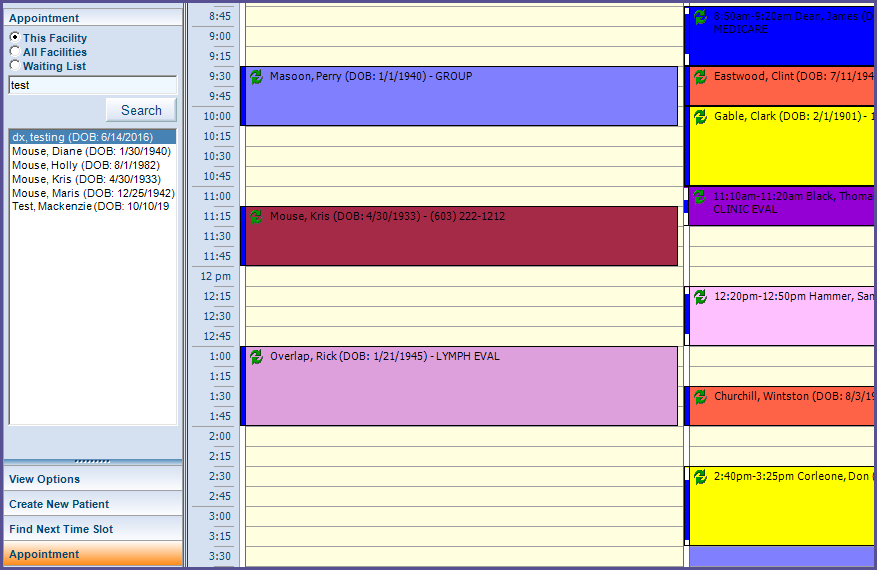 Appointment
This Facility
All Facilities
Waiting List
test
Search
dx, testing (DOB: 6/14/2016)
Mouse, Diane (DOB: 1/30/1940)
Mouse, Holly (DOB: 8/1/1982)
Mouse, Kris (DOB: 4/30/1933)
Mouse, Maris (DOB: 12/25/1942)
Test, Mackenzie (DOB: 10/10/19
View Options
Create New Patient
Find Next Time Slot
Appointment
8:45
9:00
9:15
9:30
9:45
10:00
10:15
10:30
10:45
11:00
11:15
11:30
11:45
12 pm
12:15
12:30
12:45
1:00
1:15
1:30
1:45
2:00
2:15
2:30
2:45
3:00
3:15
3:30
Masoon, Perry (DOB: 1/1/1940) - GROUP
Mouse, Kris (DOB: 4/30/1933) - (603) 222-1212
Overlap, Rick (DOB: 1/21/1945) - LYMPH EVAL
8:50am-9:20am Dean, James (D
MEDICARE
Eastwood, Clint (DOB: 7/11/194
Gable, Clark (DOB: 2/1/1901) - 1
11:10am-11:20am Black, Thoma
CLINIC EVAL
12:20pm-12:50pm Hammer, San
Churchill, Wintston (DOB: 8/3/19
2:40pm-3:25pm Corleone, Don (